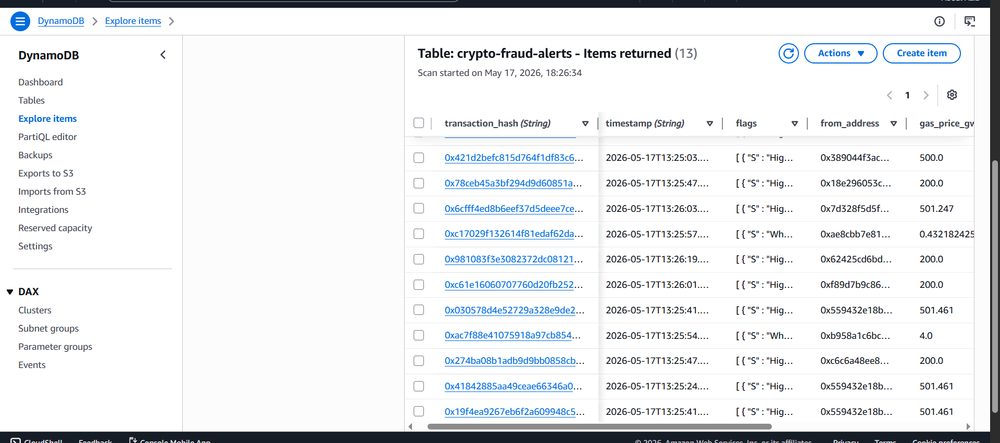 DynamoDB
Explore items
DynamoDB
Dashboard
Tables
Explore items
PartiQL editor
Backups
Exports to S3
Imports from S3
Integrations
Reserved capacity
Settings
DAX
Clusters
Subnet groups
Parameter groups
Events
Table: crypto-fraud-alerts - Items returned (13)
Scan started on May 17, 2026, 18:26:34
Actions
Create item
1
transaction_hash (String) timestamp (String) flags from_address gas_price_gw
0x421d2befc815d764f1df83c6... 2026-05-17T13:25:03.... [ { "S" : "Hig... 0x389044f3ac... 500.0
0x78ceb45a3bf294d9d60851a... 2026-05-17T13:25:47.... [ { "S" : "Hig... 0x18e296053c... 200.0
0x6cfff4ed8b6eef37d5deee7ce... 2026-05-17T13:26:03.... [ { "S" : "Hig... 0x7d328f5d5f... 501.247
0xc17029f132614f81edaf62da... 2026-05-17T13:25:57.... [ { "S" : "Wh... 0xae8cbb7e81... 0.432182425
0x981083f3e3082372dc08121... 2026-05-17T13:26:19.... [ { "S" : "Hig... 0x62425cd6bd... 200.0
0xc61e16060707760d20fb252... 2026-05-17T13:26:01.... [ { "S" : "Hig... 0xf89d7b9c86... 200.0
0x030578d4e52729a328e9de2... 2026-05-17T13:25:41.... [ { "S" : "Hig... 0x559432e18b... 501.461
0xac7f88e41075918a97cb854... 2026-05-17T13:25:54.... [ { "S" : "Wh... 0xb958a1c6bc... 4.0
0x274ba08b1adb9d9bb0858cb... 2026-05-17T13:25:47.... [ { "S" : "Hig... 0xc6c6a48ee8... 200.0
0x41842885aa49ceae66346a0... 2026-05-17T13:25:24.... [ { "S" : "Hig... 0x559432e18b... 501.461
0x19f4ea9267eb6f2a609948c5... 2026-05-17T13:25:41.... [ { "S" : "Hig... 0x559432e18b... 501.461
CloudShell Feedback Console Mobile App © 2026, Amazon Web Services, Inc. or its affiliates. Privacy Terms Cookie preferences